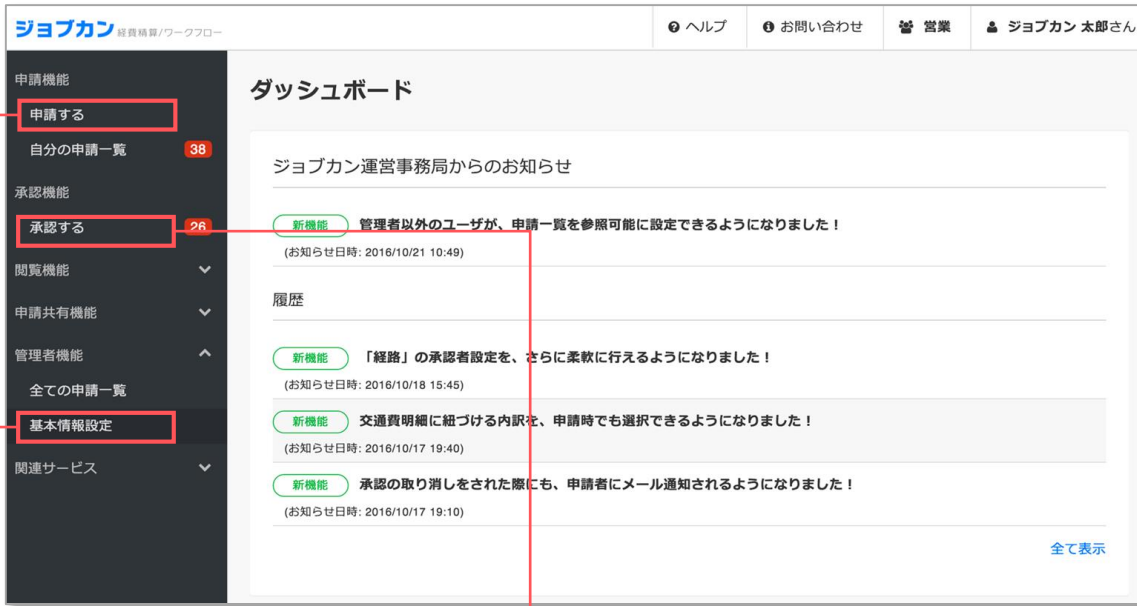 ジョブカン 経費精算/ワークフロー
ヘルプ
お問い合わせ
営業
ジョブカン 太郎さん
申請機能
申請する
自分の申請一覧 38
承認機能
承認する 26
閲覧機能
申請共有機能
管理者機能
全ての申請一覧
基本情報設定
関連サービス
ダッシュボード
ジョブカン運営事務局からのお知らせ
新機能 管理者以外のユーザが、申請一覧を参照可能に設定できるようになりました！
(お知らせ日時: 2016/10/21 10:49)
履歴
新機能 「経路」の承認者設定を、さらに柔軟に行えるようになりました！
(お知らせ日時: 2016/10/18 15:45)
新機能 交通費明細に紐づける内訳を、申請時でも選択できるようになりました！
(お知らせ日時: 2016/10/17 19:40)
新機能 承認の取り消しをされた際にも、申請者にメール通知されるようになりました！
(お知らせ日時: 2016/10/17 19:10)
全て表示